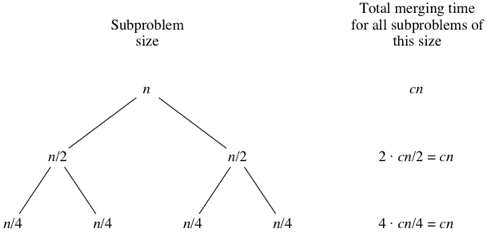 Subproblem
size
Total merging time
for all subproblems of
this size
n
cn
n/2
n/2
2 · cn/2 = cn
n/4
n/4
n/4
n/4
4 · cn/4 = cn